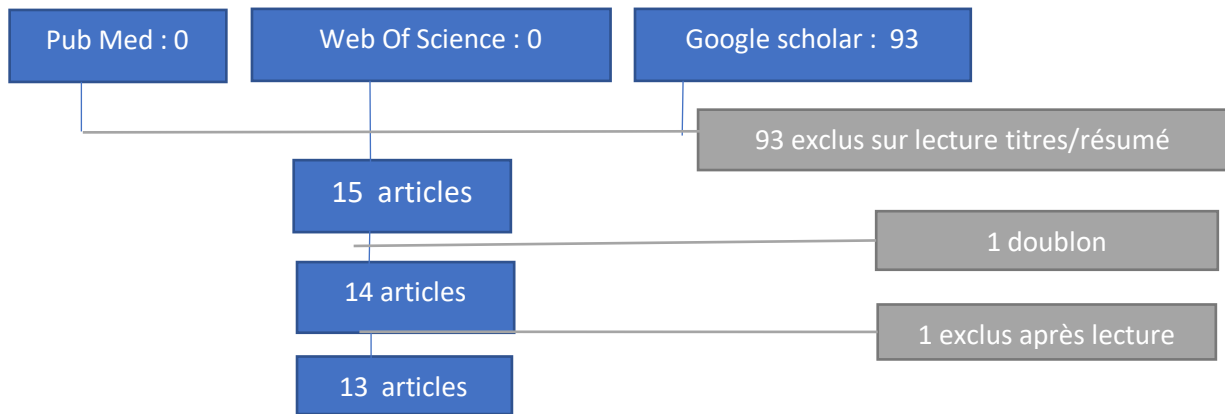 Pub Med : 0
Web Of Science : 0
Google scholar : 93
93 exclus sur lecture titres/résumé
15 articles
1 doublon
14 articles
1 exclus après lecture
13 articles